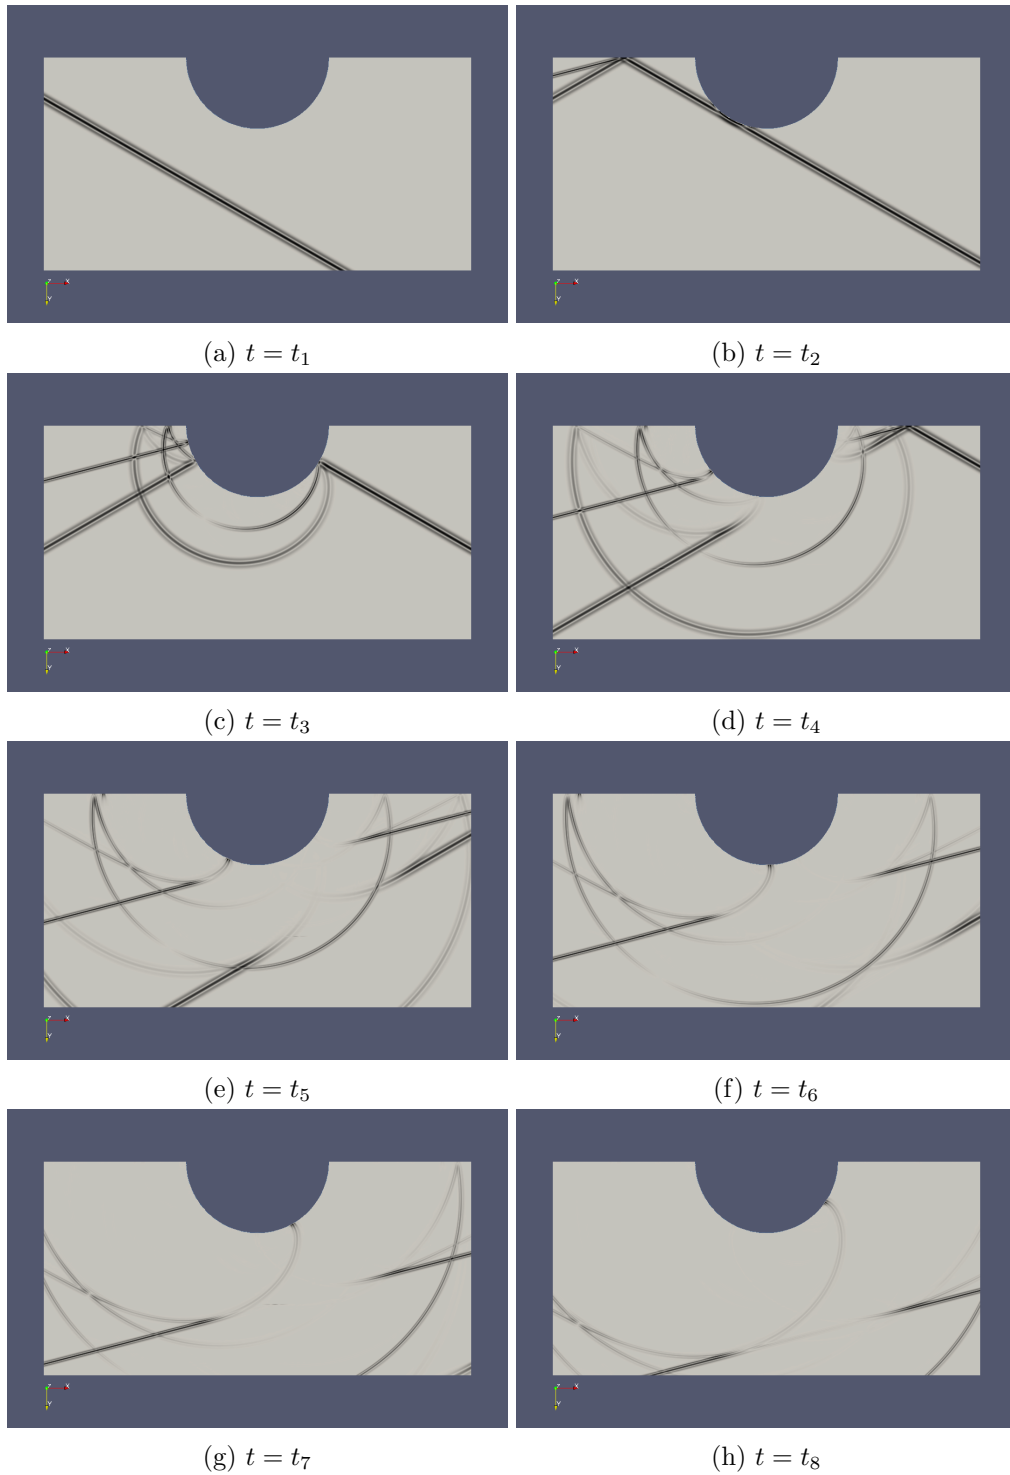 (a) t = t₁
(b) t = t₂
(c) t = t₃
(d) t = t₄
(e) t = t₅
(f) t = t₆
(g) t = t₇
(h) t = t₈